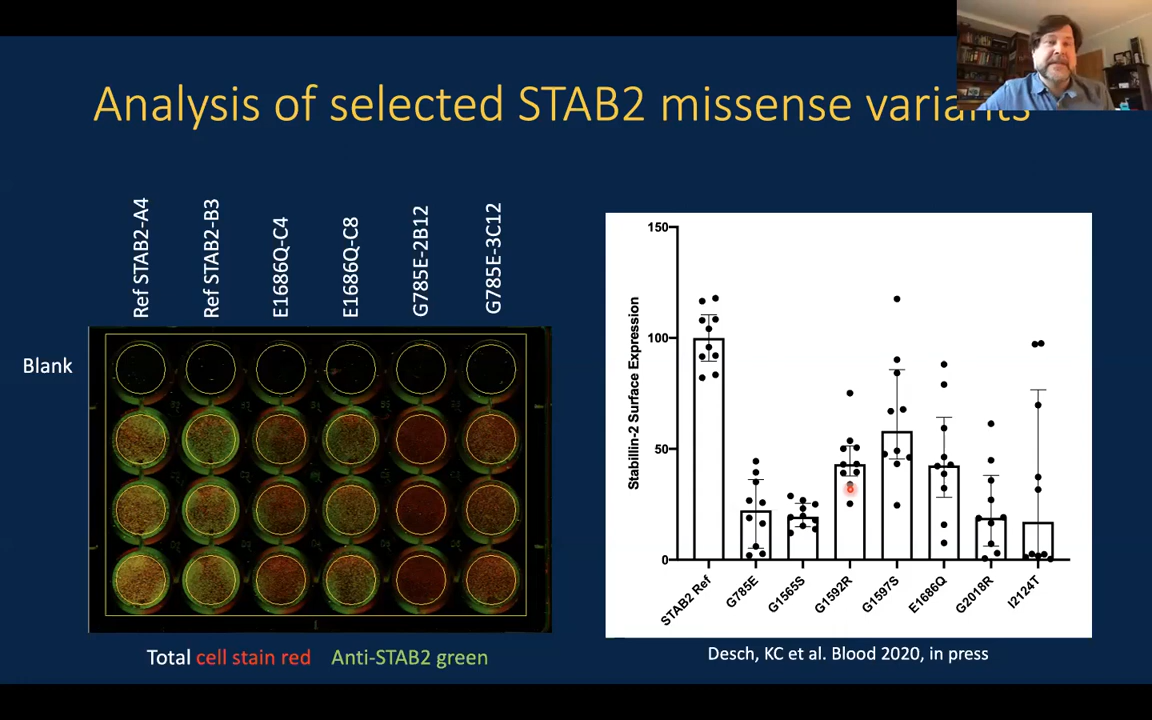 Analysis of selected STAB2 missense variants
Ref STAB2-A4
Ref STAB2-B3
E1686Q-C4
E1686Q-C8
G785E-2B12
G785E-3C12
Blank
Total cell stain red
Anti-STAB2 green
Stabillin-2 Surface Expression
150
100
50
0
STAB2 Ref
G785E
G1565S
G1592R
G1597S
E1686Q
G2018R
I2124T
Desch, KC et al. Blood 2020, in press